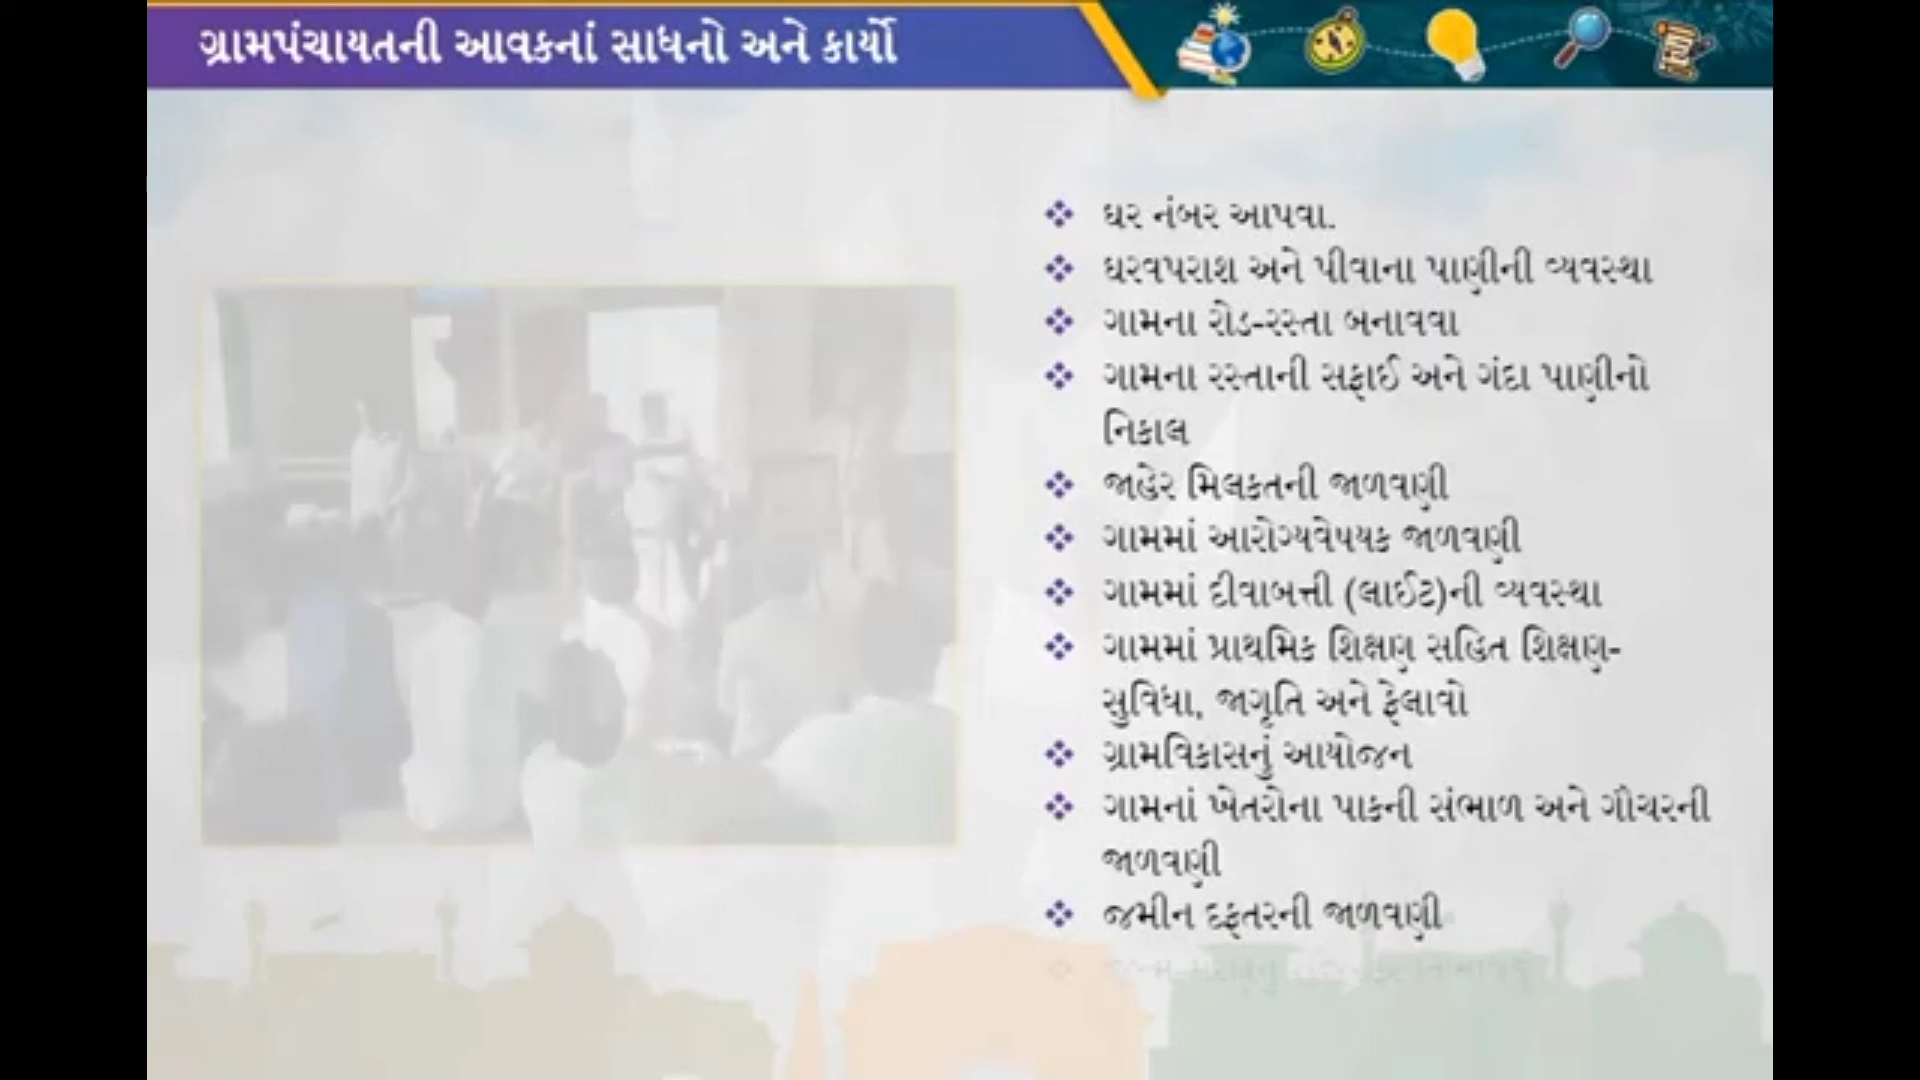 ગ્રામપંચાયતની આવકનાં સાધનો અને કાર્યો
ઘર નંબર આપવા.
ઘરવપરાશ અને પીવાના પાણીની વ્યવસ્થા
ગામના રોડ-રસ્તા બનાવવા
ગામના રસ્તાની સફાઈ અને ગંદા પાણીનો
નિકાલ
જાહેર મિલકતની જાળવણી
ગામમાં આરોગ્યવેષયક જાળવણી
ગામમાં દીવાબત્તી (લાઈટ)ની વ્યવસ્થા
ગામમાં પ્રાથમિક શિક્ષણ સહિત શિક્ષણ-
સુવિધા, જાગૃતિ અને ફેલાવો
ગ્રામવિકાસનું આયોજન
ગામનાં ખેતરોના પાકની સંભાળ અને ગૌચરની
જાળવણી
જમીન દફતરની જાળવણી